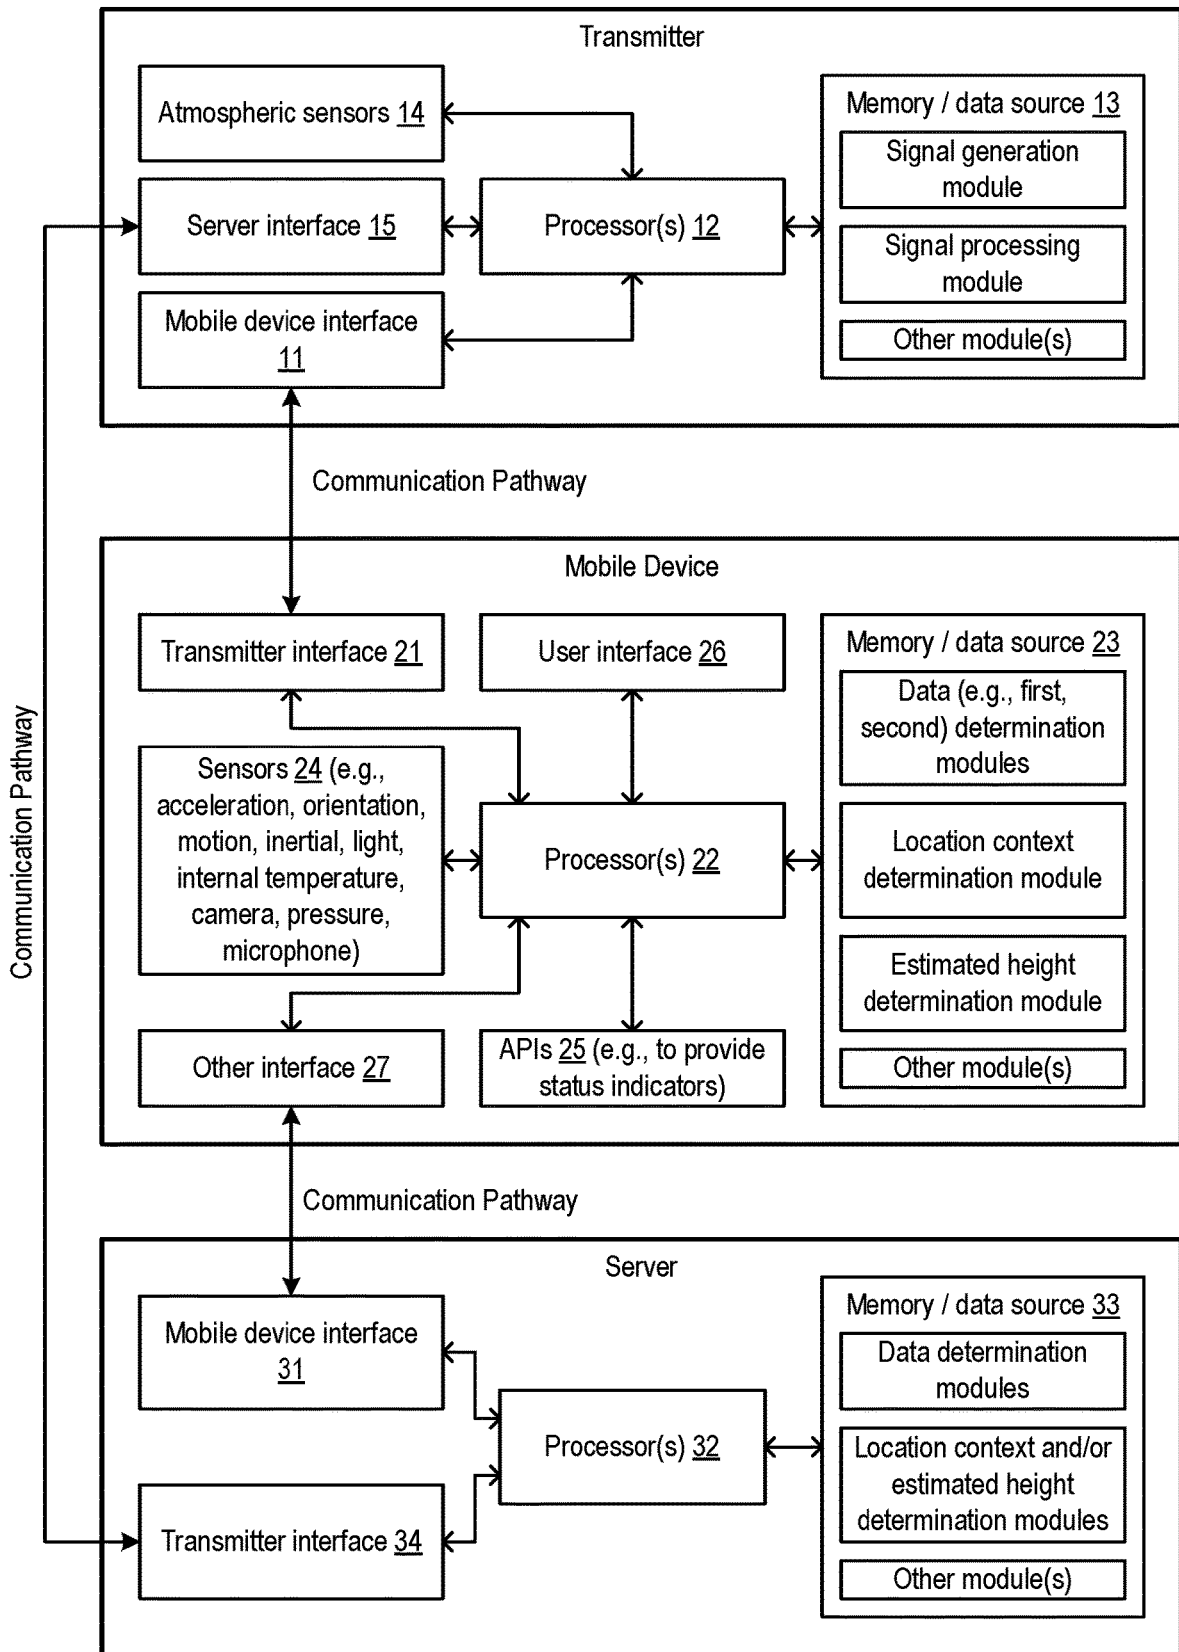 Transmitter
Atmospheric sensors 14
Server interface 15
Mobile device interface
11
Processor(s) 12
Memory / data source 13
Signal generation
module
Signal processing
module
Other module(s)
Communication Pathway
Communication Pathway
Mobile Device
Transmitter interface 21
User interface 26
Sensors 24 (e.g.,
acceleration, orientation,
motion, inertial, light,
internal temperature,
camera, pressure,
microphone)
Processor(s) 22
Other interface 27
APIs 25 (e.g., to provide
status indicators)
Memory / data source 23
Data (e.g., first,
second) determination
modules
Location context
determination module
Estimated height
determination module
Other module(s)
Communication Pathway
Server
Mobile device interface
31
Transmitter interface 34
Processor(s) 32
Memory / data source 33
Data determination
modules
Location context and/or
estimated height
determination modules
Other module(s)